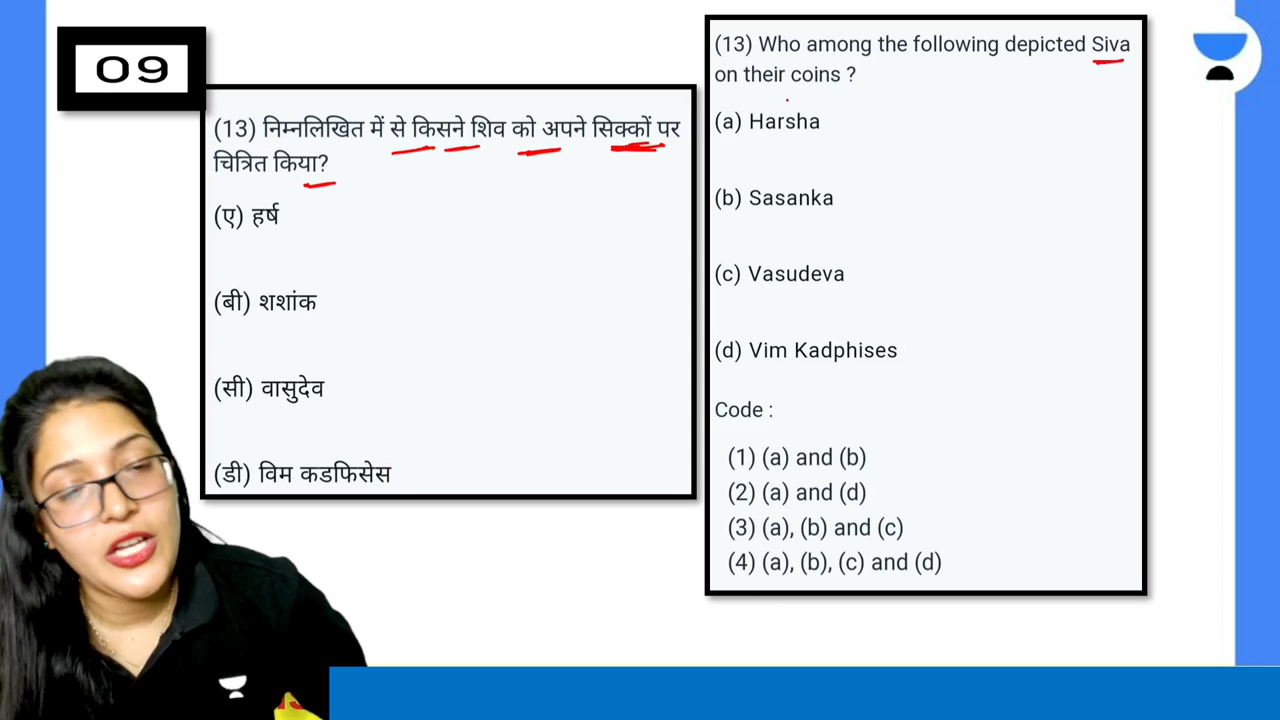 09
(13) निम्नलिखित में से किसने शिव को अपने सिक्कों पर
चित्रित किया?
(ए) हर्ष
(बी) शशांक
(सी) वासुदेव
(डी) विम कडफिसेस
(13) Who among the following depicted Siva
on their coins ?
(a) Harsha
(b) Sasanka
(c) Vasudeva
(d) Vim Kadphises
Code :
(1) (a) and (b)
(2) (a) and (d)
(3) (a), (b) and (c)
(4) (a), (b), (c) and (d)